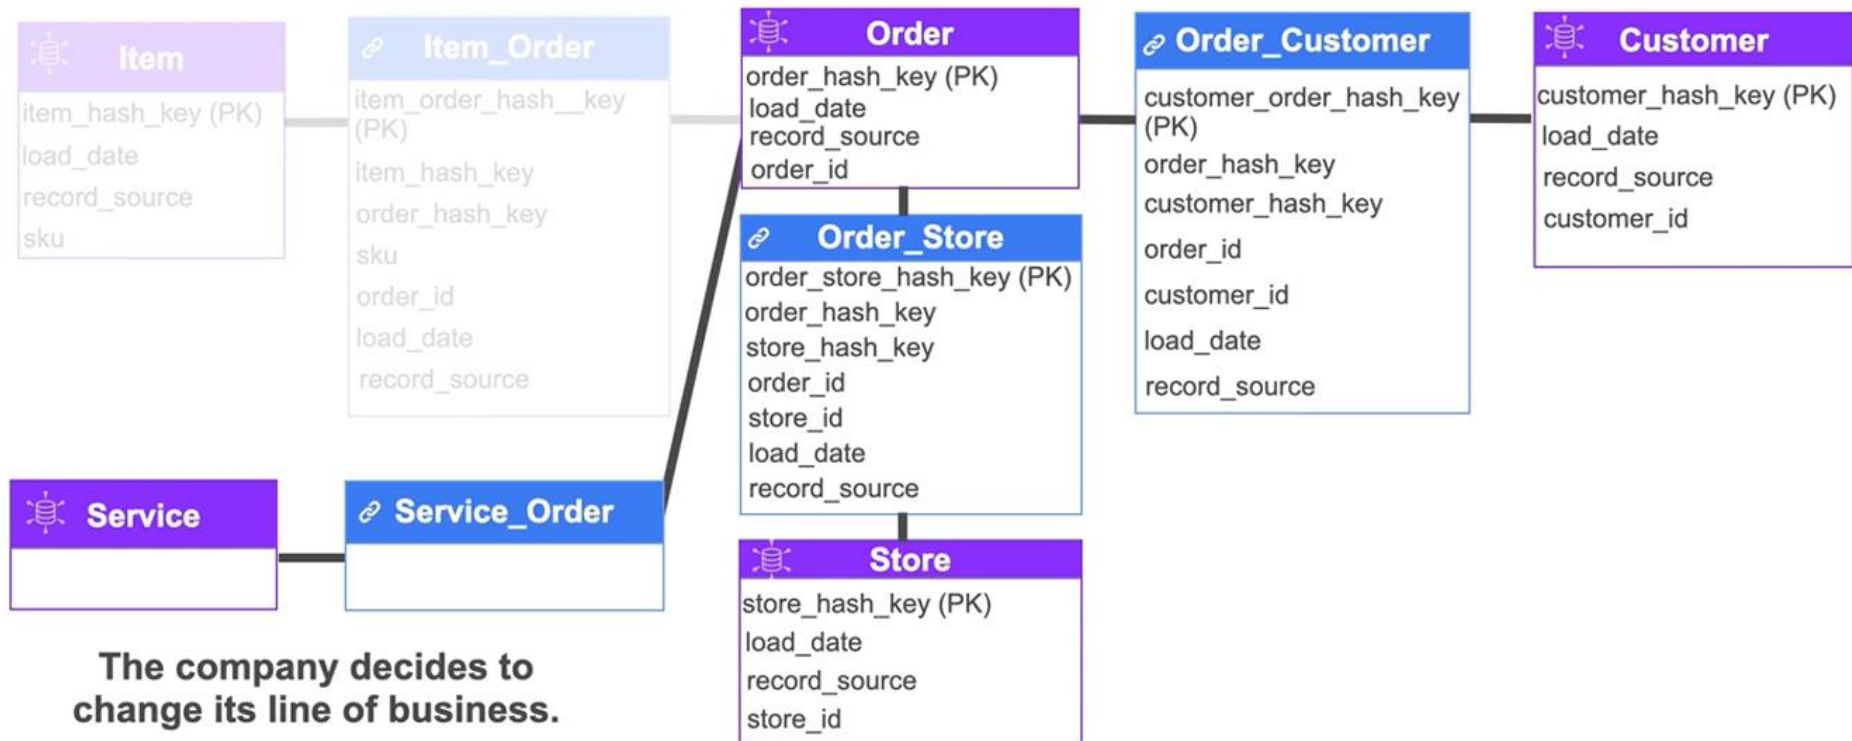 Item
item_hash_key (PK)
load_date
record_source
sku
Item_Order
item_order_hash__key
(PK)
item_hash_key
order_hash_key
sku
order_id
load_date
record_source
Order
order_hash_key (PK)
load_date
record_source
order_id
Order_Customer
customer_order_hash_key
(PK)
order_hash_key
customer_hash_key
order_id
customer_id
load_date
record_source
Customer
customer_hash_key (PK)
load_date
record_source
customer_id
Order_Store
order_store_hash_key (PK)
order_hash_key
store_hash_key
order_id
store_id
load_date
record_source
Service
Service_Order
Store
store_hash_key (PK)
load_date
record_source
store_id
The company decides to
change its line of business.